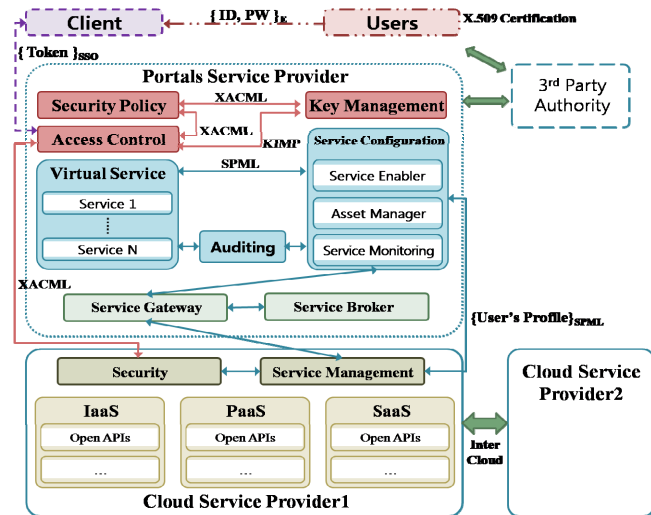 Client
{ ID, PW }E
Users
X.509 Certification
{ Token }SSO
3rd Party
Authority
Portals Service Provider
Security Policy
XACML
Key Management
XACML
Access Control
KIMP
Service Configuration
SPML
Virtual Service
Service Enabler
Service 1
Asset Manager
Service N
Auditing
Service Monitoring
XACML
Service Gateway
Service Broker
{User's Profile}SPML
Security
Service Management
Cloud Service
Provider2
IaaS
PaaS
SaaS
Open APIs
Open APIs
Open APIs
...
...
...
Inter
Cloud
Cloud Service Provider1